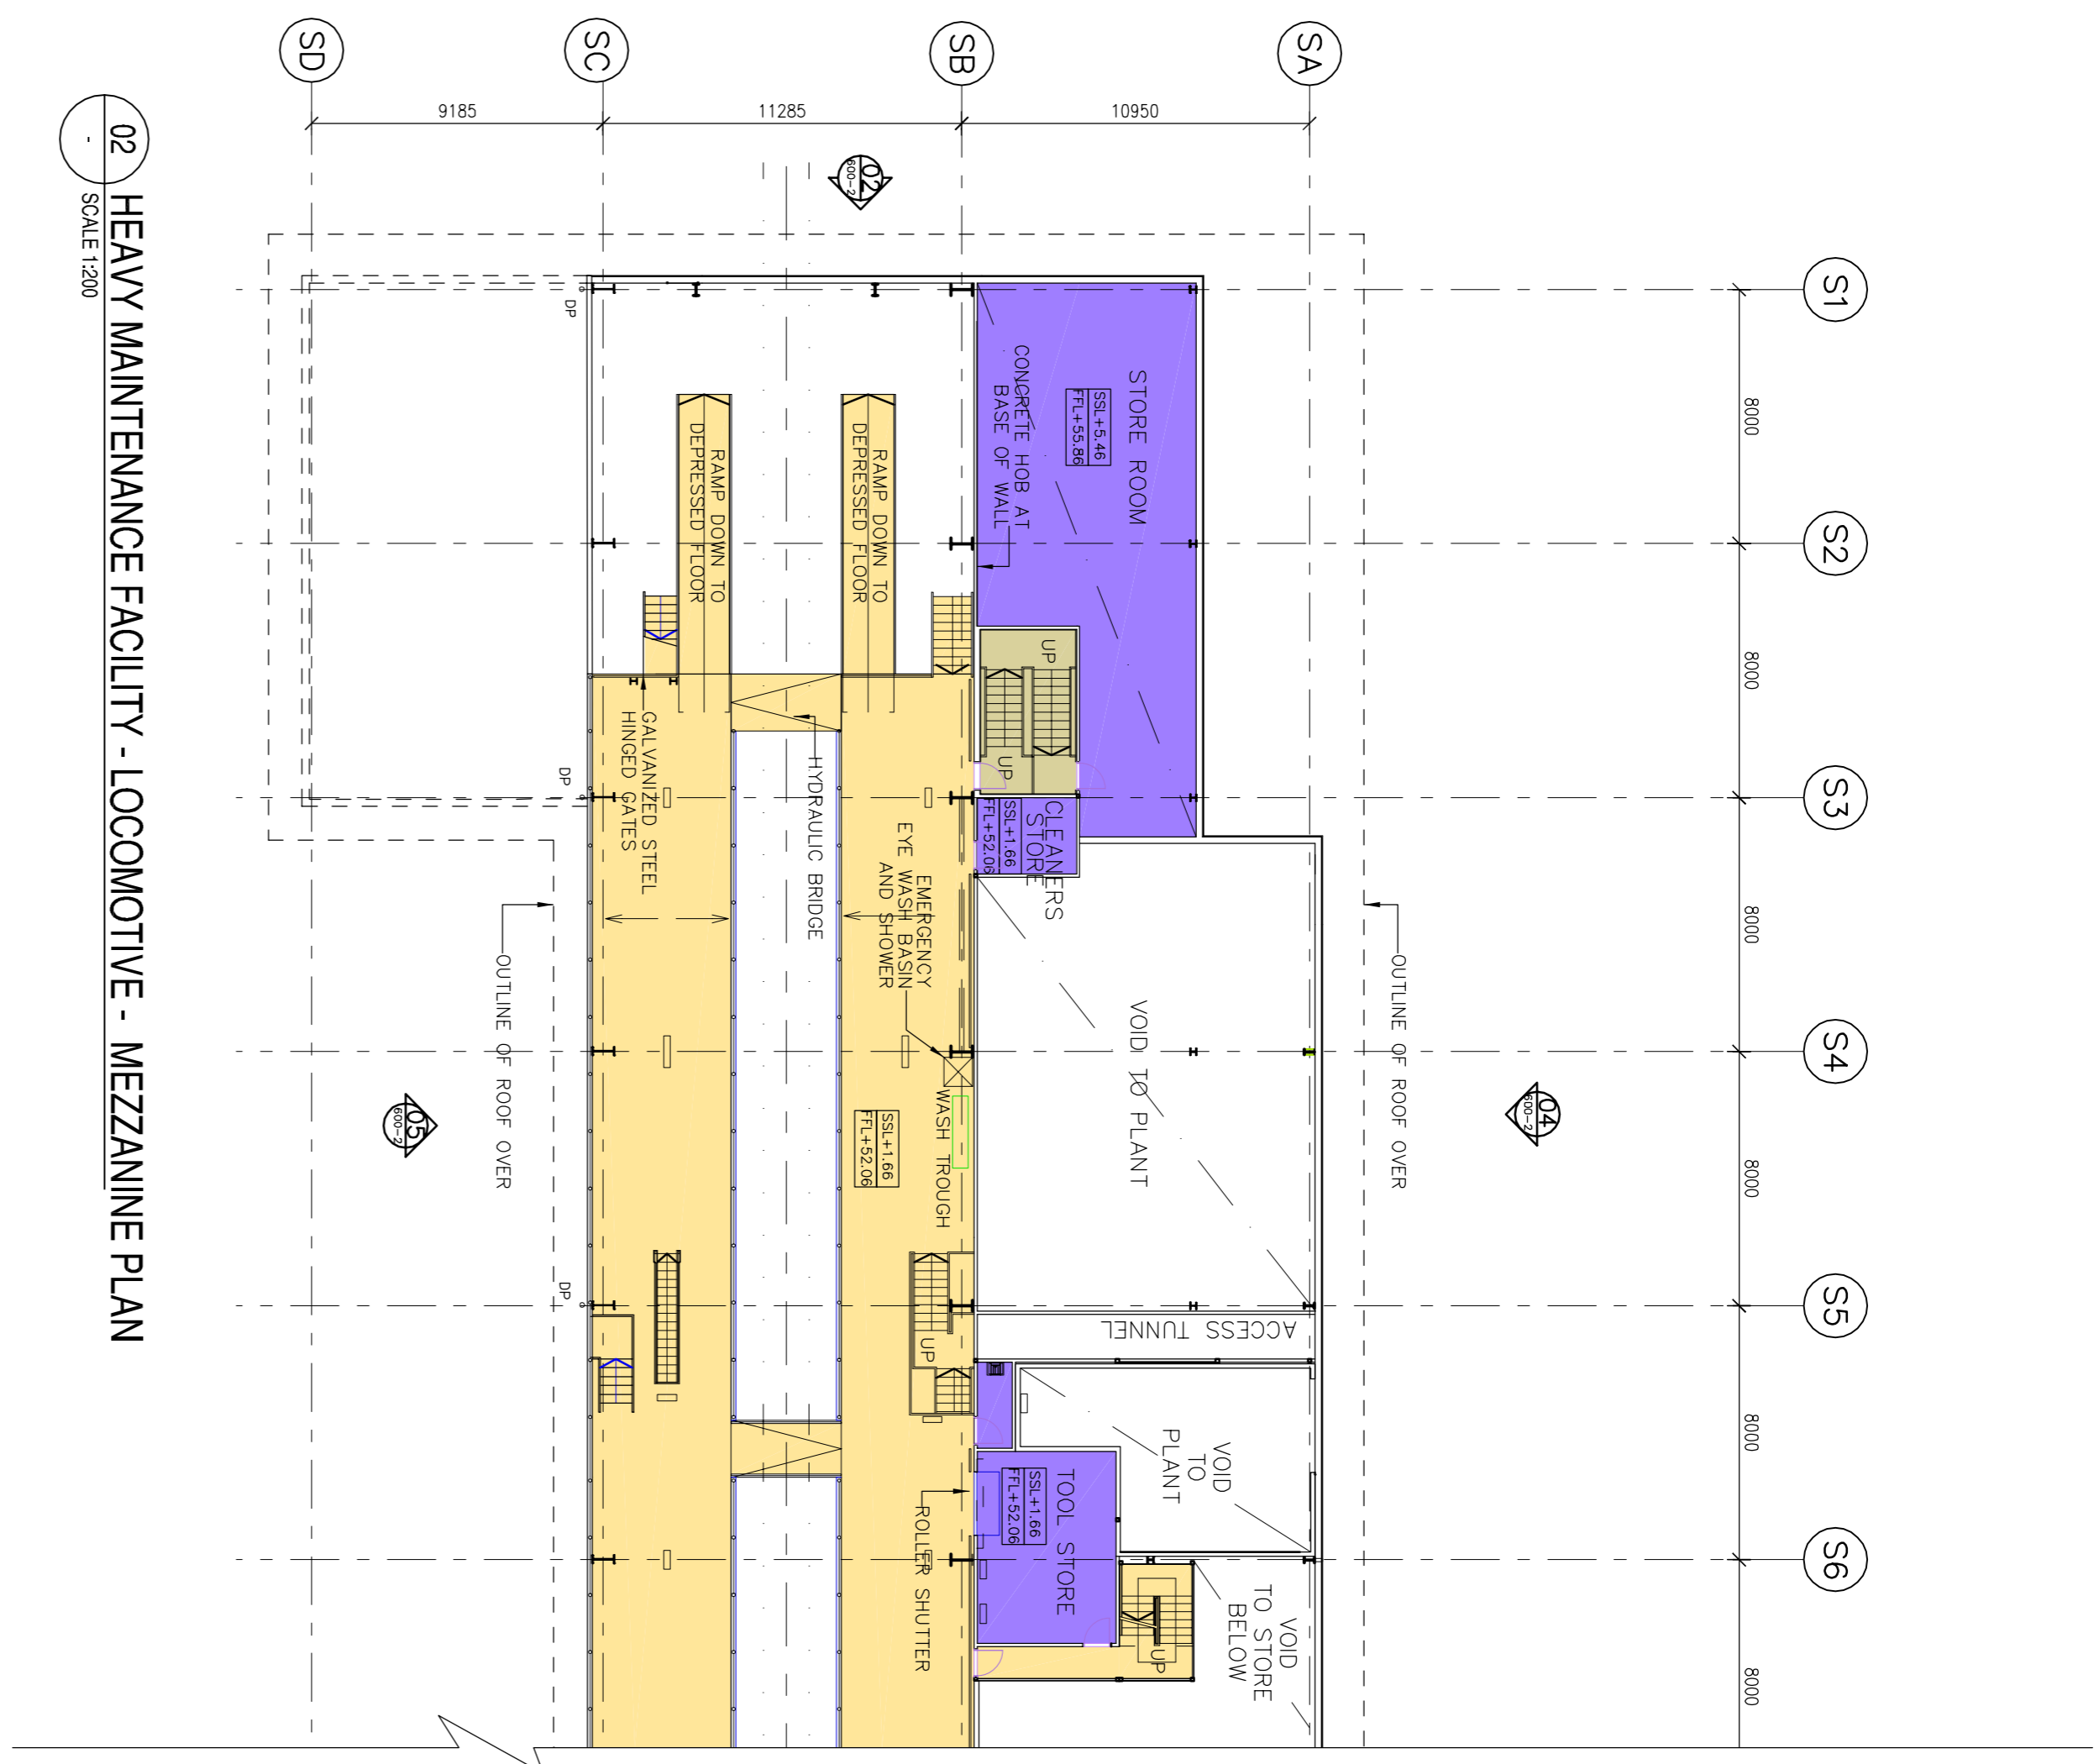 SD
SC
SB
SA
9185
11285
10950
02
600-2
02
-
HEAVY MAINTENANCE FACILITY - LOCOMOTIVE - MEZZANINE PLAN
SCALE 1:200
S1
S2
S3
S4
S5
S6
8000
8000
8000
8000
8000
8000
DP
DP
DP
STORE ROOM
SSL+5.46
FFL+55.86
CONCRETE HOB AT
BASE OF WALL
RAMP DOWN TO
DEPRESSED FLOOR
RAMP DOWN TO
DEPRESSED FLOOR
UP
UP
GALVANIZED STEEL
HINGED GATES
HYDRAULIC BRIDGE
CLEANERS
STORE
SSL+1.66
FFL+52.06
EMERGENCY
EYE WASH BASIN
AND SHOWER
OUTLINE OF ROOF OVER
OUTLINE OF ROOF OVER
VOID TO PLANT
04
600-2
05
600-2
WASH TROUGH
SSL+1.66
FFL+52.06
ACCESS TUNNEL
UP
VOID
TO
PLANT
TOOL STORE
SSL+1.66
FFL+52.06
ROLLER SHUTTER
UP
VOID
TO STORE
BELOW